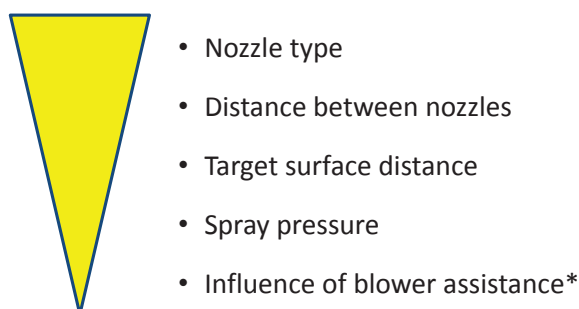 • Nozzle type
• Distance between nozzles
• Target surface distance
• Spray pressure
• Influence of blower assistance*